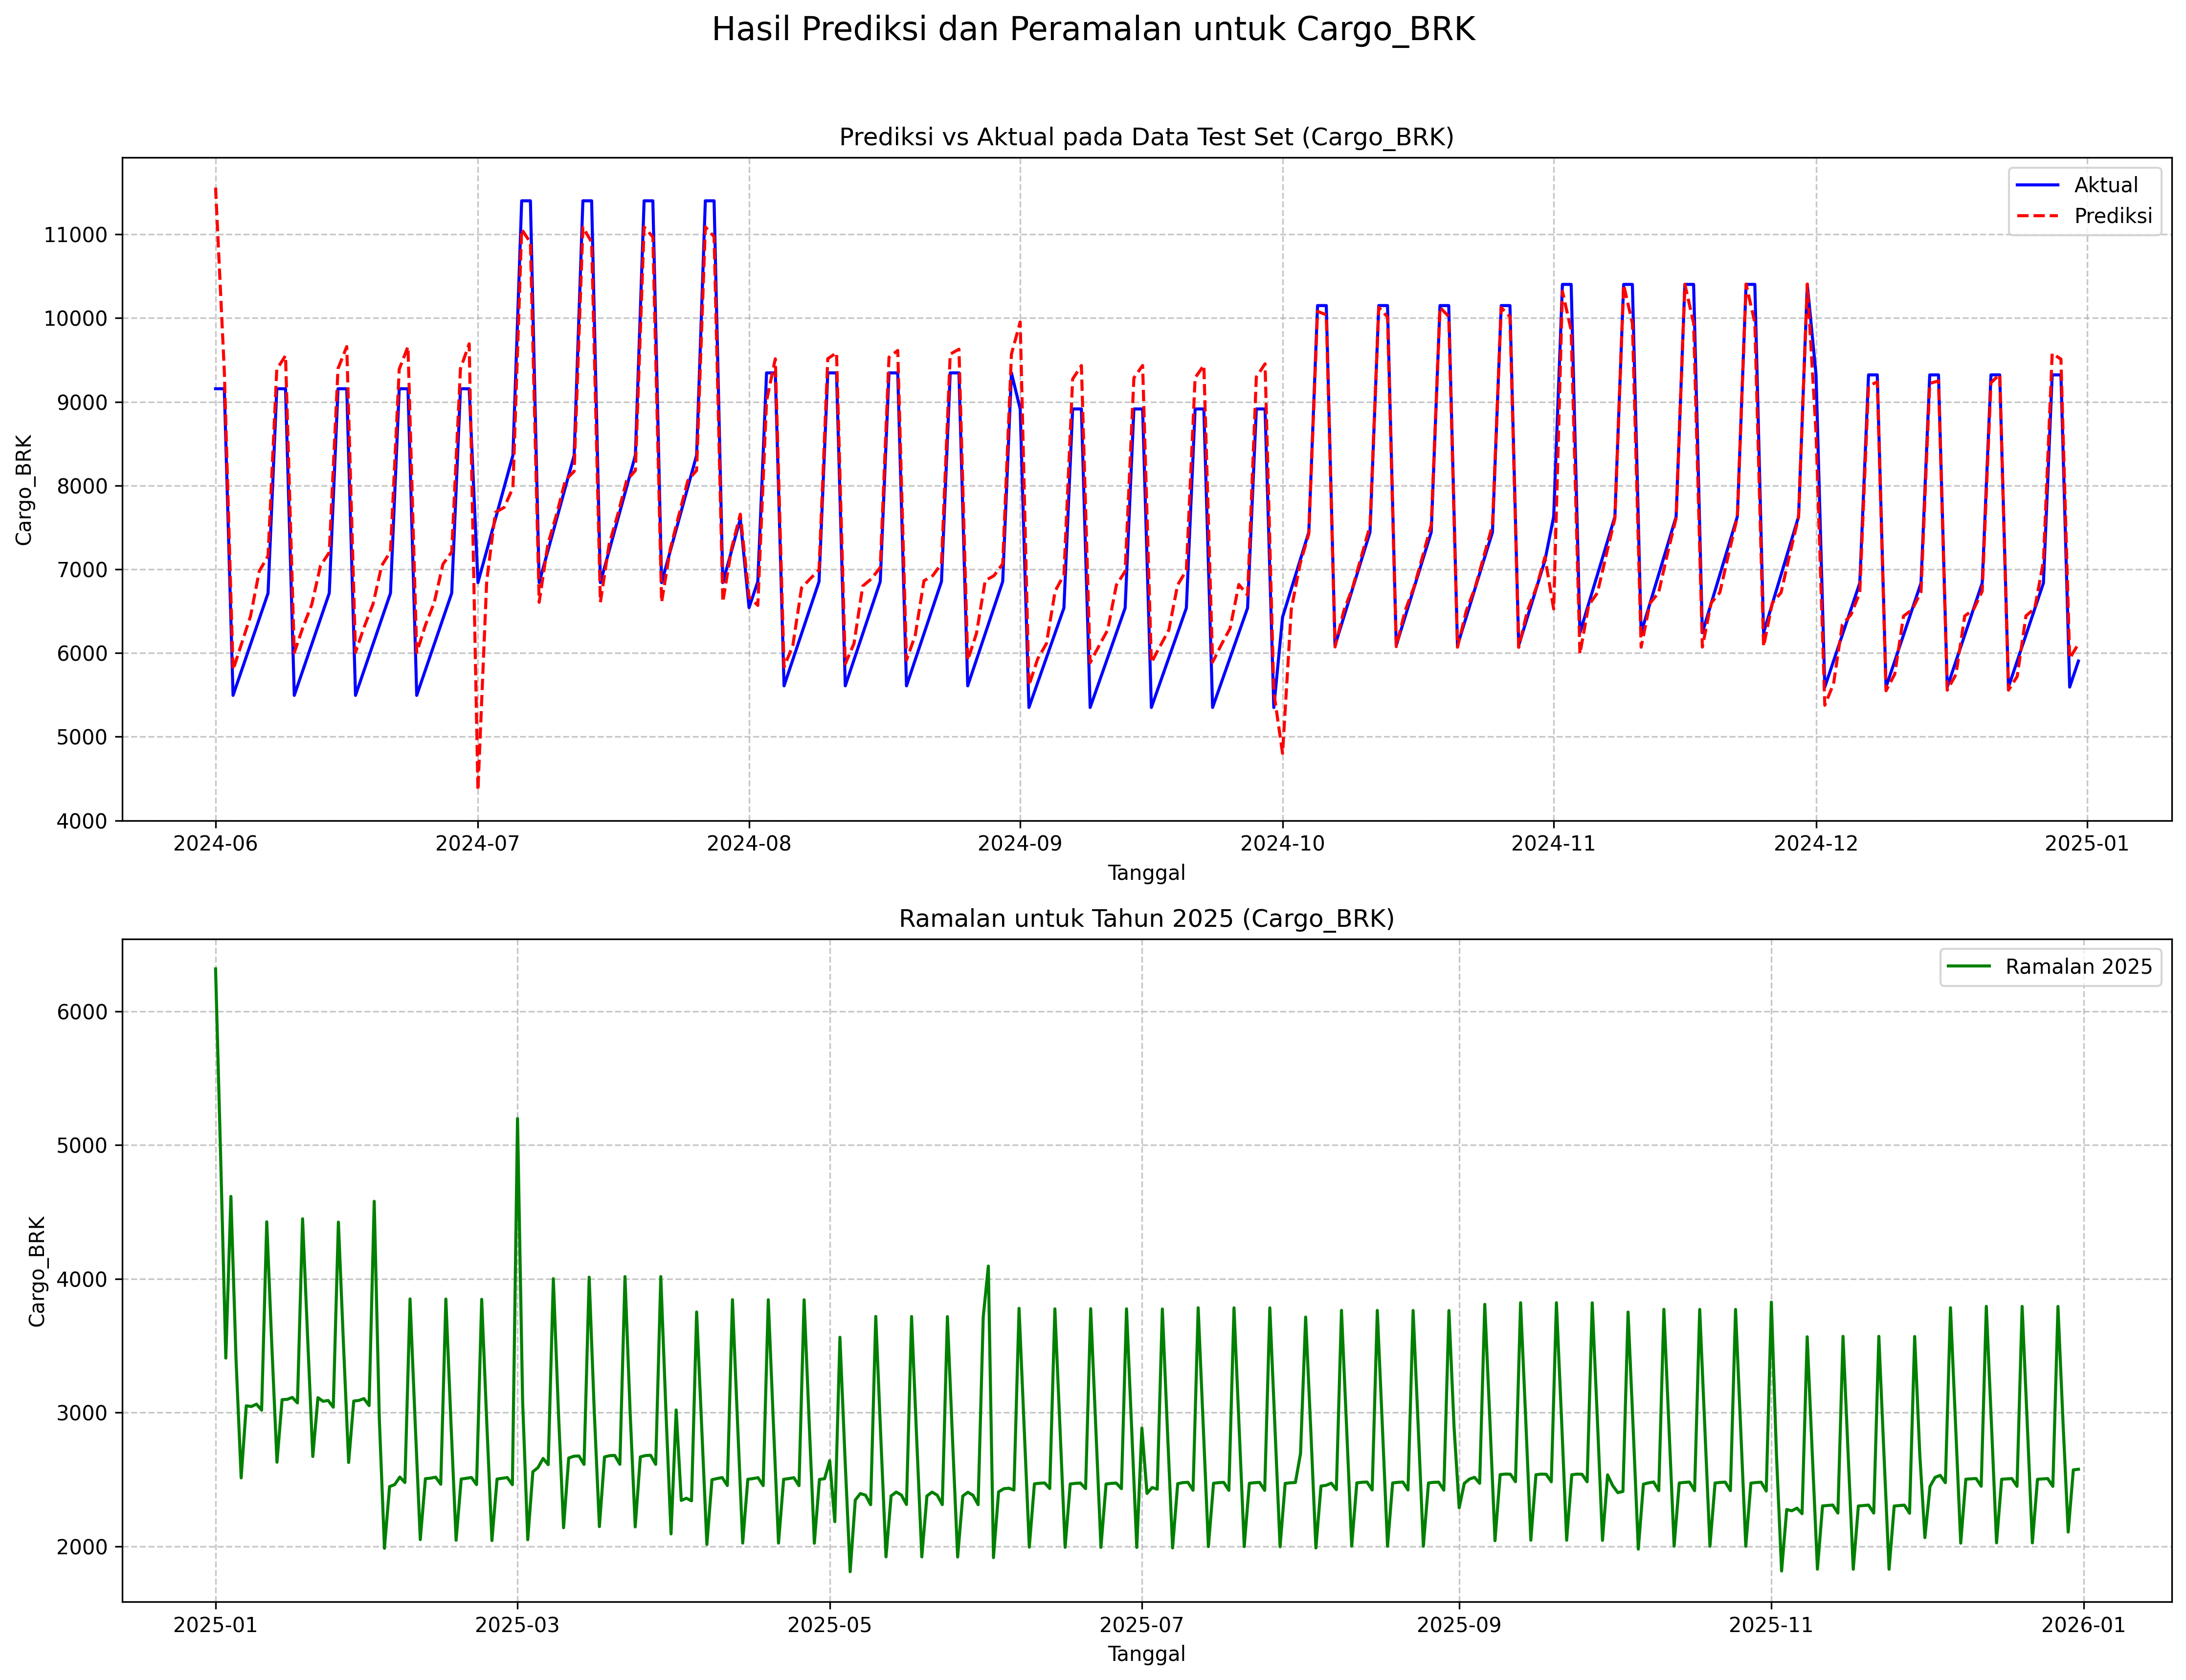 Hasil Prediksi dan Peramalan untuk Cargo_BRK
Prediksi vs Aktual pada Data Test Set (Cargo_BRK)
Aktual
Prediksi
Cargo_BRK
11000
10000
9000
8000
7000
6000
5000
4000
2024-06 2024-07 2024-08 2024-09 2024-10 2024-11 2024-12 2025-01
Tanggal
Ramalan untuk Tahun 2025 (Cargo_BRK)
Ramalan 2025
Cargo_BRK
6000
5000
4000
3000
2000
2025-01 2025-03 2025-05 2025-07 2025-09 2025-11 2026-01
Tanggal